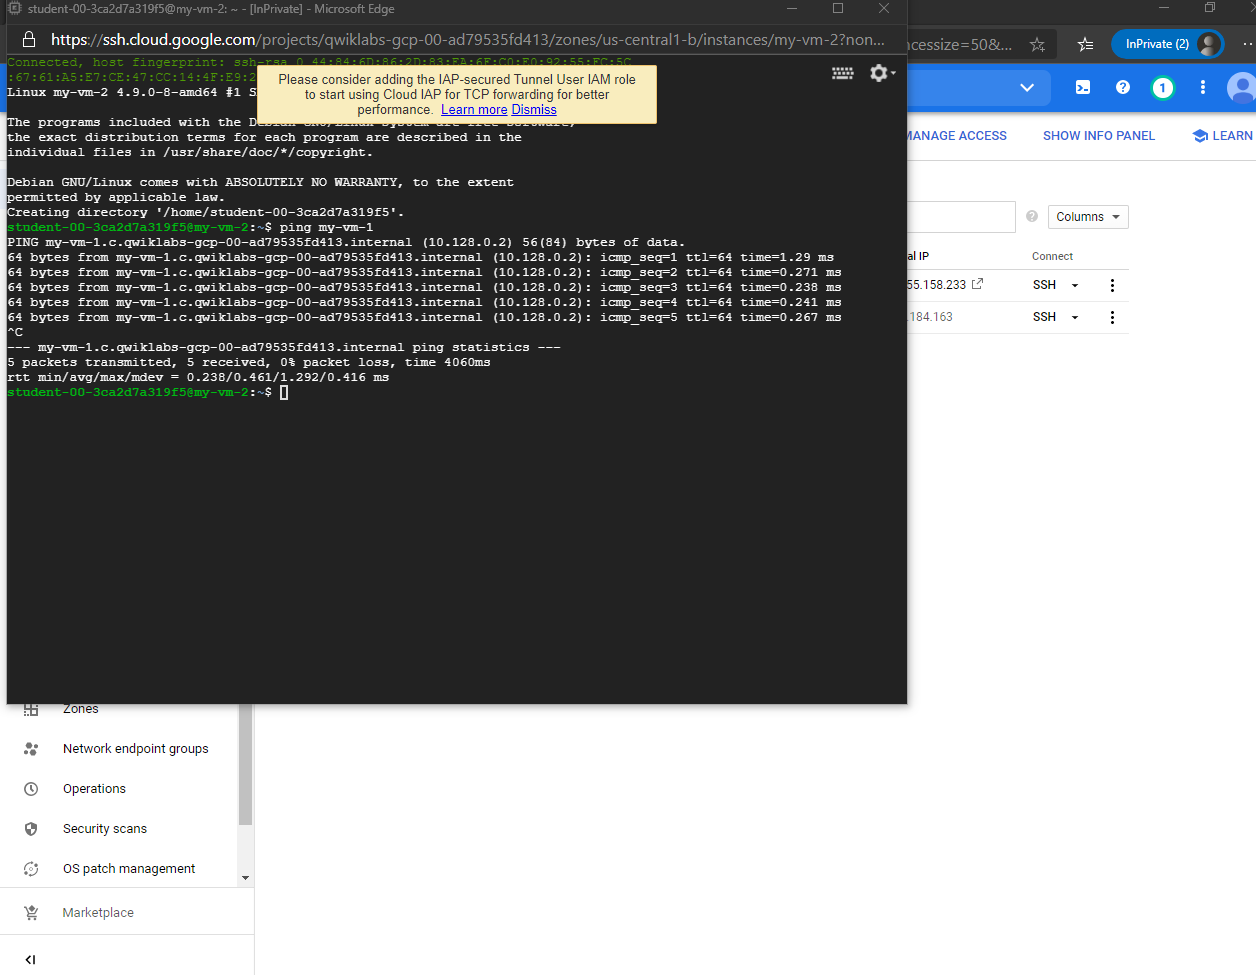 student-00-3ca2d7a319f5@my-vm-2: ~ - [InPrivate] - Microsoft Edge
https://ssh.cloud.google.com/projects/qwiklabs-gcp-00-ad79535fd413/zones/us-central1-b/instances/my-vm-2?non...
Connected, host fingerprint: ssh-rsa 0 44:84:6D:86:2D:83:FA:6F:C0:F0:92:55:FC:5C
:67:61:A5:E7:CE:47:CC:14:4F:E9:2
Linux my-vm-2 4.9.0-8-amd64 #1 S
Please consider adding the IAP-secured Tunnel User IAM role
to start using Cloud IAP for TCP forwarding for better
performance. Learn more Dismiss
The programs included with the Debian GNU/Linux system are free software;
the exact distribution terms for each program are described in the
individual files in /usr/share/doc/*/copyright.
Debian GNU/Linux comes with ABSOLUTELY NO WARRANTY, to the extent
permitted by applicable law.
Creating directory '/home/student-00-3ca2d7a319f5'.
student-00-3ca2d7a319f5@my-vm-2:~$ ping my-vm-1
PING my-vm-1.c.qwiklabs-gcp-00-ad79535fd413.internal (10.128.0.2) 56(84) bytes of data.
64 bytes from my-vm-1.c.qwiklabs-gcp-00-ad79535fd413.internal (10.128.0.2): icmp_seq=1 ttl=64 time=1.29 ms
64 bytes from my-vm-1.c.qwiklabs-gcp-00-ad79535fd413.internal (10.128.0.2): icmp_seq=2 ttl=64 time=0.271 ms
64 bytes from my-vm-1.c.qwiklabs-gcp-00-ad79535fd413.internal (10.128.0.2): icmp_seq=3 ttl=64 time=0.238 ms
64 bytes from my-vm-1.c.qwiklabs-gcp-00-ad79535fd413.internal (10.128.0.2): icmp_seq=4 ttl=64 time=0.241 ms
64 bytes from my-vm-1.c.qwiklabs-gcp-00-ad79535fd413.internal (10.128.0.2): icmp_seq=5 ttl=64 time=0.267 ms
^C
--- my-vm-1.c.qwiklabs-gcp-00-ad79535fd413.internal ping statistics ---
5 packets transmitted, 5 received, 0% packet loss, time 4060ms
rtt min/avg/max/mdev = 0.238/0.461/1.292/0.416 ms
student-00-3ca2d7a319f5@my-vm-2:~$
ncessize=50&...
InPrivate (2)
1
MANAGE ACCESS
SHOW INFO PANEL
LEARN
Columns
al IP
Connect
55.158.233
SSH
.184.163
SSH
Zones
Network endpoint groups
Operations
Security scans
OS patch management
Marketplace